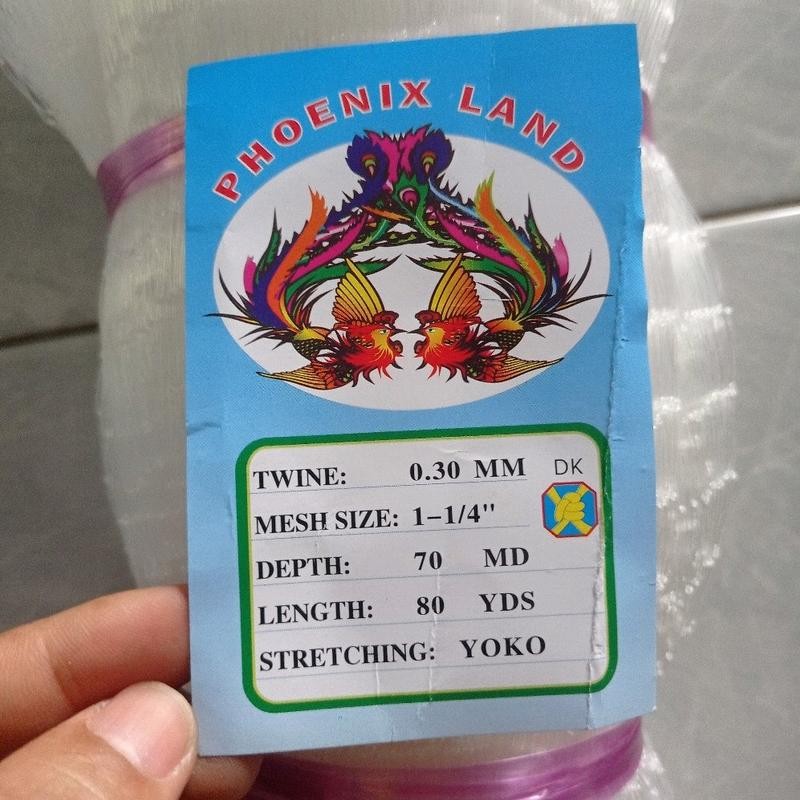 PHOENIX LAND
TWINE: 0.30 MM DK
MESH SIZE: 1-1/4"
DEPTH: 70 MD
LENGTH: 80 YDS
STRETCHING: YOKO